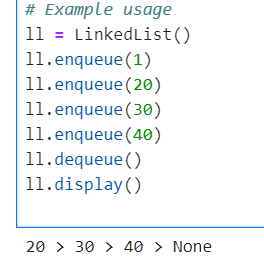 # Example usage
ll = LinkedList()
ll.enqueue(1)
ll.enqueue(20)
ll.enqueue(30)
ll.enqueue(40)
ll.dequeue()
ll.display()
20 > 30 > 40 > None